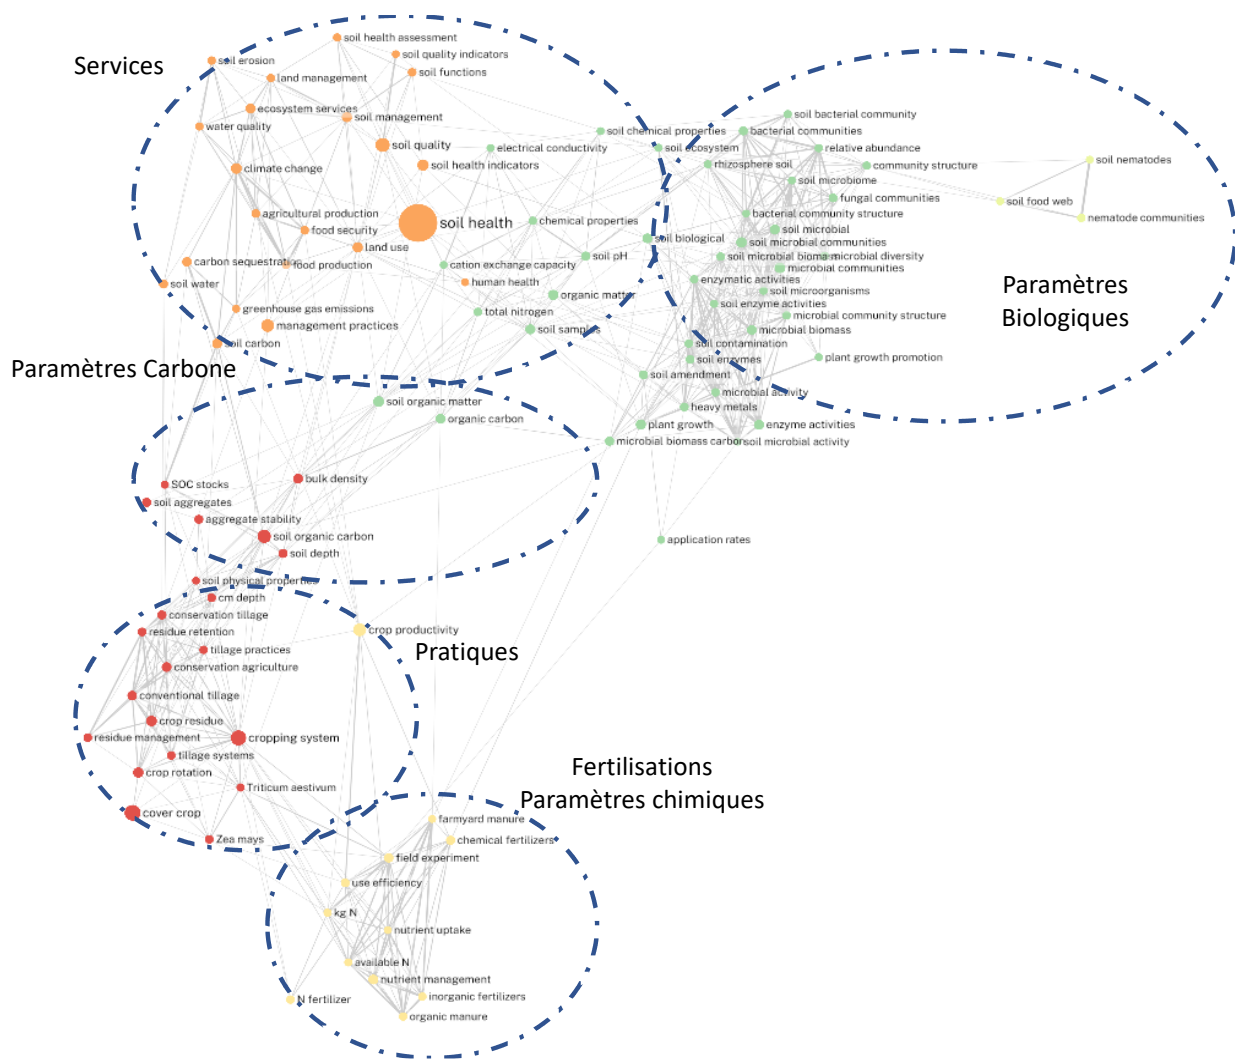 soil health assessment
soil quality indicators
soil erosion
Services
soil functions
land management
ecosystem services
soil management
water quality
soil quality
electrical conductivity
soil health indicators
climate change
agricultural production
soil health
food security
land use
chemical properties
soil pH
carbon sequestration
food production
cation exchange capacity
soil water
human health
organic matter
greenhouse gas emissions
total nitrogen
management practices
soil samples
soil carbon
soil chemical properties
soil bacterial community
bacterial communities
soil ecosystem
relative abundance
rhizosphere soil
community structure
soil nematodes
soil microbiome
fungal communities
soil food web
bacterial community structure
nematode communities
soil microbial
soil biological
soil microbial communities
soil microbial biomass
microbial diversity
microbial communities
enzymatic activities
soil microorganisms
soil enzyme activities
microbial community structure
microbial biomass
soil contamination
soil enzymes
plant growth promotion
soil amendment
microbial activity
heavy metals
plant growth
enzyme activities
microbial biomass carbon
soil microbial activity
Paramètres
Biologiques
Paramètres Carbone
soil organic matter
organic carbon
SOC stocks
bulk density
soil aggregates
aggregate stability
soil organic carbon
soil depth
application rates
soil physical properties
cm depth
conservation tillage
residue retention
crop productivity
tillage practices
Pratiques
conservation agriculture
conventional tillage
crop residue
residue management
cropping system
tillage systems
crop rotation
Triticum aestivum
cover crop
Zea mays
Fertilisations
Paramètres chimiques
farmyard manure
chemical fertilizers
field experiment
use efficiency
kg N
nutrient uptake
available N
nutrient management
N fertilizer
inorganic fertilizers
organic manure